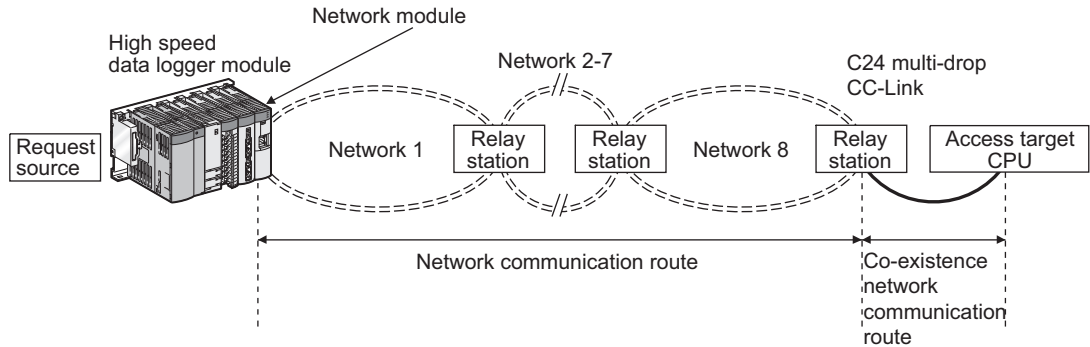 Network module
High speed
data logger module
Network 2-7
C24 multi-drop
CC-Link
Request
source
Network 1
Relay
station
Relay
station
Network 8
Relay
station
Access target
CPU
Network communication route
Co-existence
network
communication
route